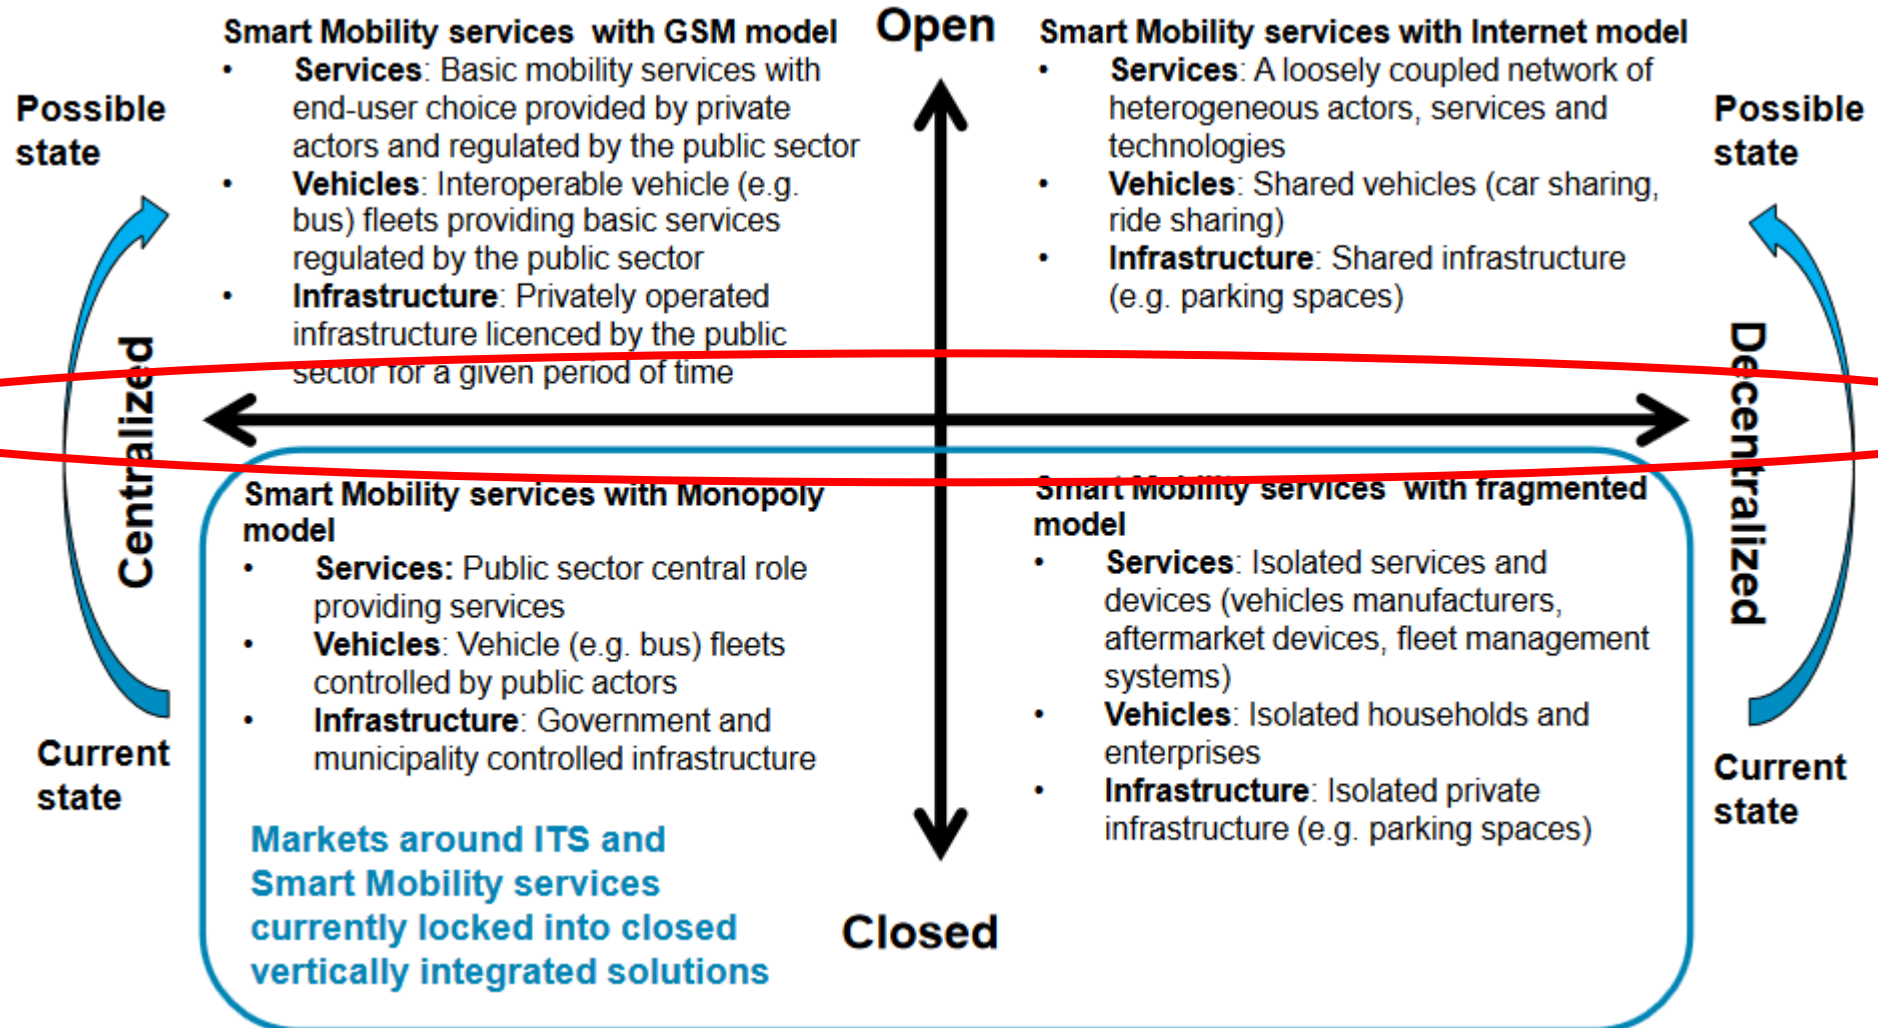 Open
Smart Mobility services with GSM model
• Services: Basic mobility services with
end-user choice provided by private
actors and regulated by the public sector
• Vehicles: Interoperable vehicle (e.g.
bus) fleets providing basic services
regulated by the public sector
• Infrastructure: Privately operated
infrastructure licenced by the public
sector for a given period of time
Smart Mobility services with Internet model
• Services: A loosely coupled network of
heterogeneous actors, services and
technologies
• Vehicles: Shared vehicles (car sharing,
ride sharing)
• Infrastructure: Shared infrastructure
(e.g. parking spaces)
Possible
state
Possible
state
Centralized
Decentralized
Smart Mobility services with Monopoly
model
• Services: Public sector central role
providing services
• Vehicles: Vehicle (e.g. bus) fleets
controlled by public actors
• Infrastructure: Government and
municipality controlled infrastructure
Smart Mobility services with fragmented
model
• Services: Isolated services and
devices (vehicles manufacturers,
aftermarket devices, fleet management
systems)
• Vehicles: Isolated households and
enterprises
• Infrastructure: Isolated private
infrastructure (e.g. parking spaces)
Current
state
Current
state
Markets around ITS and
Smart Mobility services
currently locked into closed
vertically integrated solutions
Closed